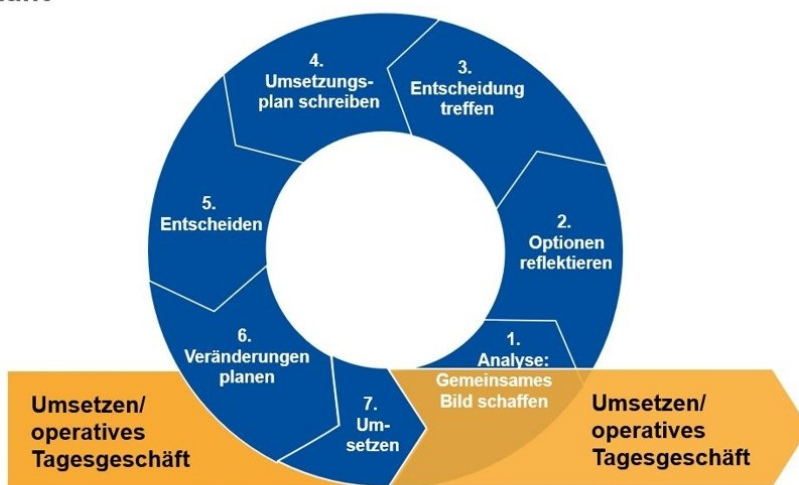 4.
Umsetzungs-
plan schreiben
3.
Entscheidung
treffen
5.
Entscheiden
2.
Optionen
reflektieren
6.
Veränderungen
planen
1.
Analyse:
Gemeinsames
Bild schaffen
7.
Um-
setzen
Umsetzen/
operatives
Tagesgeschäft
Umsetzen/
operatives
Tagesgeschäft